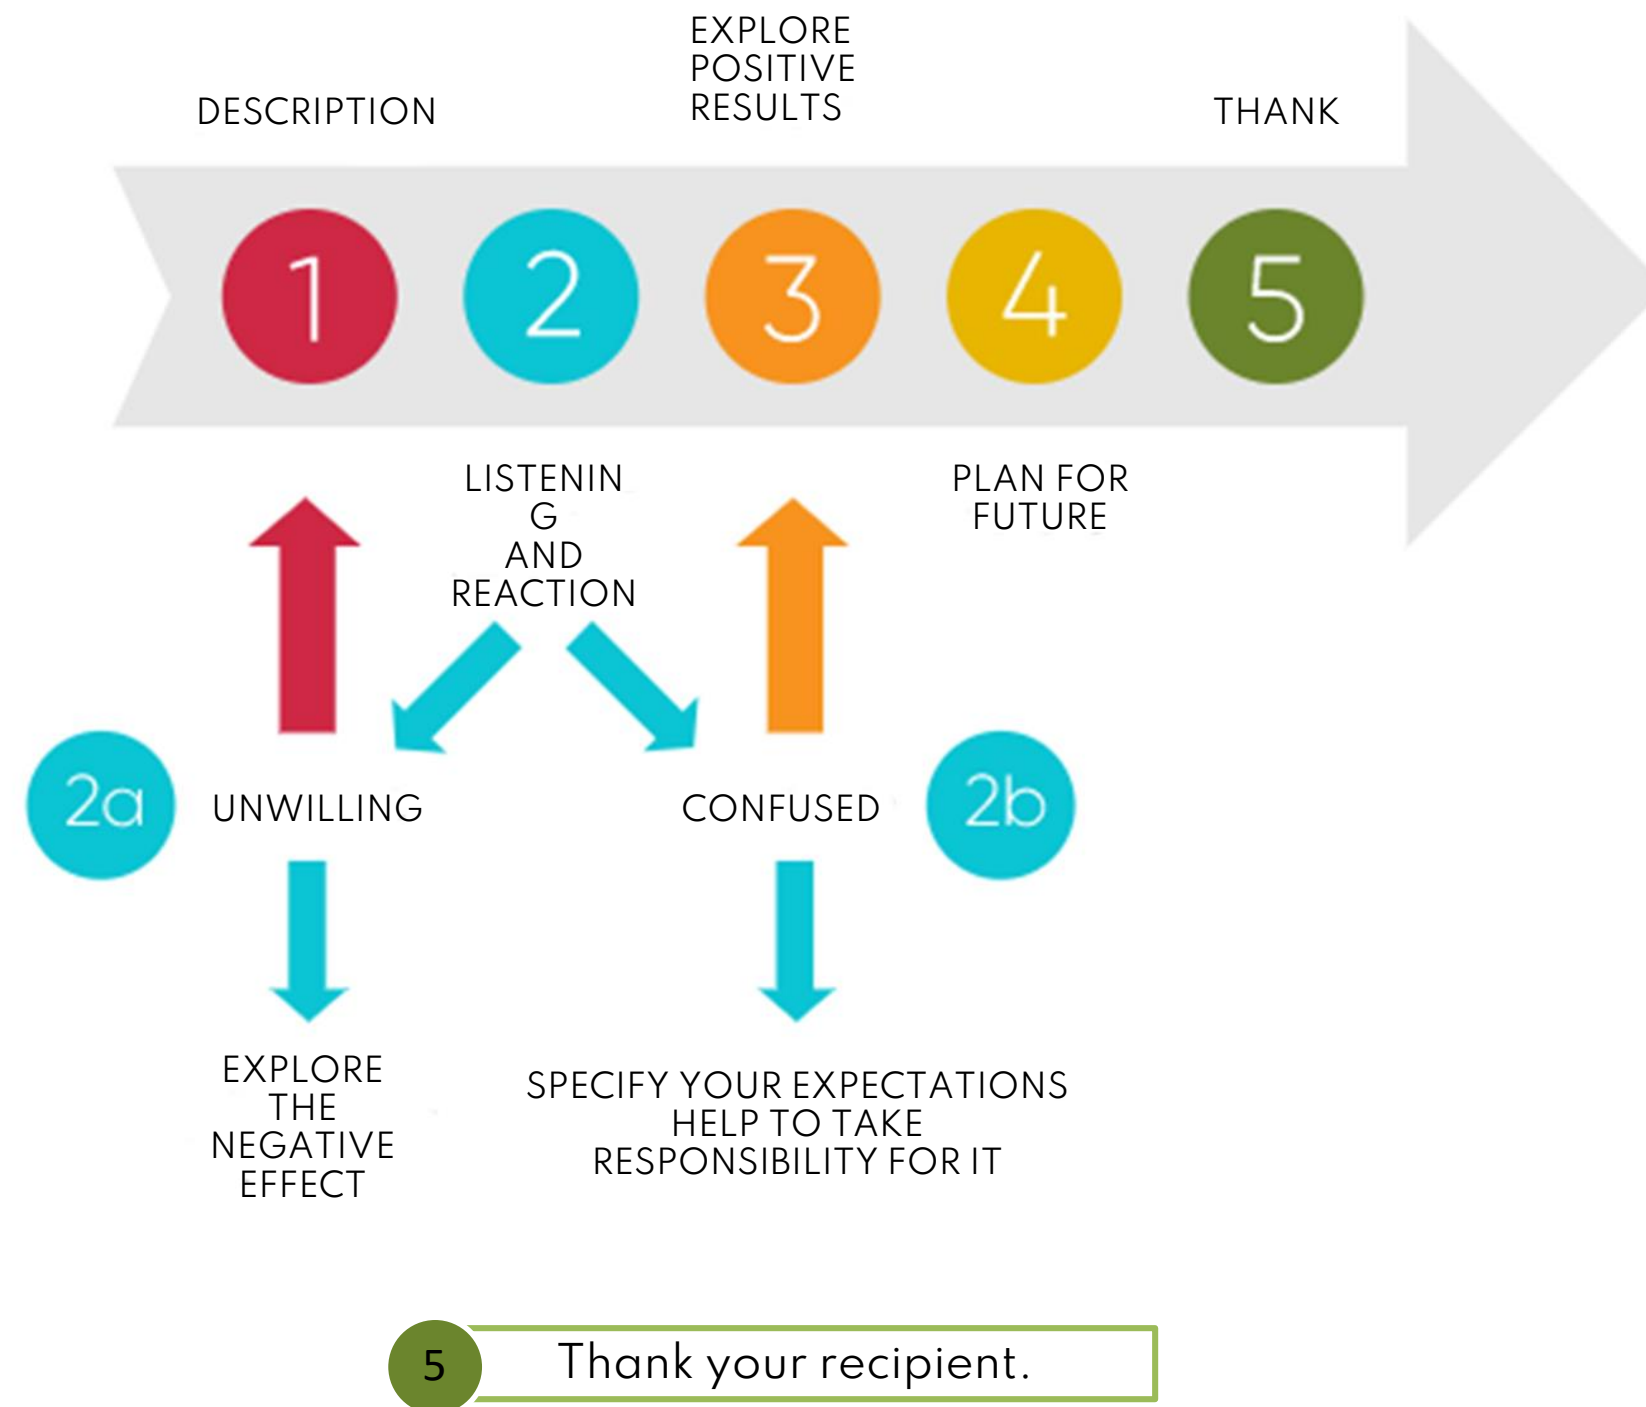 EXPLORE
POSITIVE
RESULTS
DESCRIPTION
THANK
1
2
3
4
5
LISTENIN
G
AND
REACTION
PLAN FOR
FUTURE
2a
UNWILLING
CONFUSED
2b
EXPLORE
THE
NEGATIVE
EFFECT
SPECIFY YOUR EXPECTATIONS
HELP TO TAKE
RESPONSIBILITY FOR IT
5
Thank your recipient.